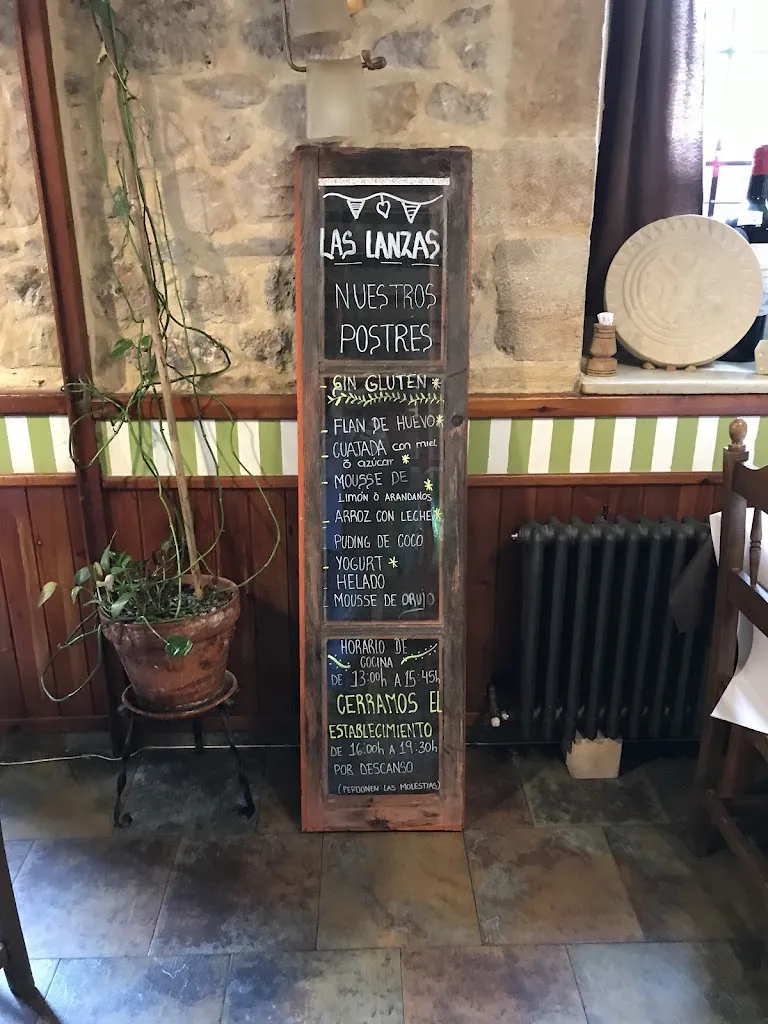 LAS LANZAS
NUESTROS
POSTRES
SIN GLUTEN *
- FLAN DE HUEVO *
- CUAJADA con miel
ó azúcar *
- MOUSSE DE *
LIMÓN Ó ARANDANOS
- ARROZ CON LECHE *
PUDING DE COCO
- YOGURT *
HELADO
- MOUSSE DE ORUJO
HORARIO DE
COCINA
DE 13:00h A 15:45h
CERRAMOS EL
ESTABLECIMIENTO
DE 16:00h A 19:30h
POR DESCANSO
(PERDONEN LAS MOLESTIAS)